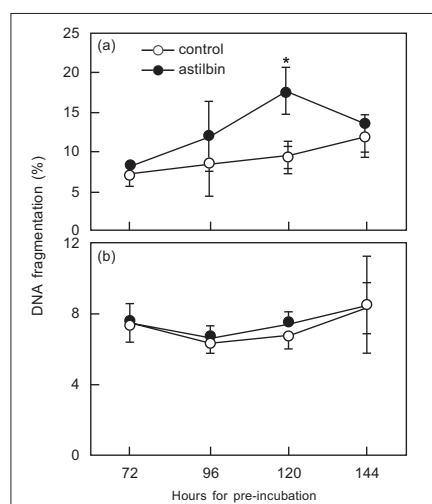 25
(a)
control
astilbin
*
20
15
10
5
0
DNA fragmentation (%)
12
(b)
8
4
0
72 96 120 144
Hours for pre-incubation